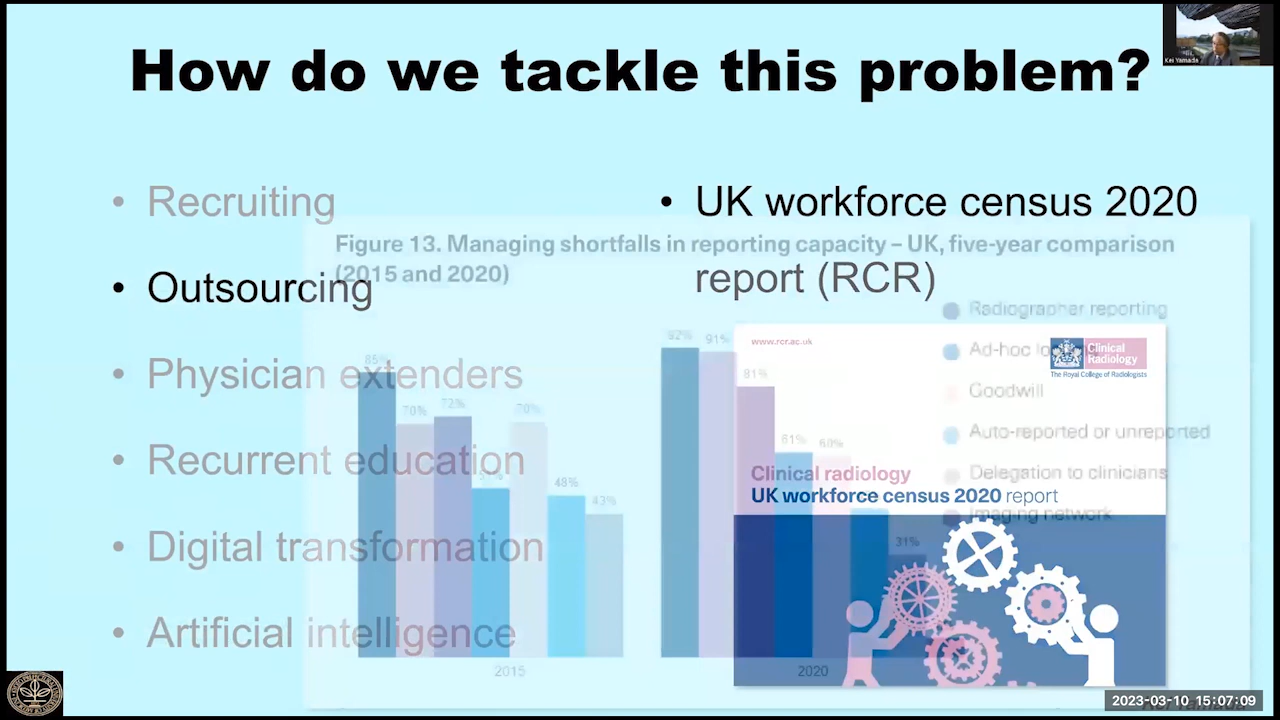 How do we tackle this problem?
Kei Yamada
• Recruiting
• Outsourcing
• Physician extenders
• Recurrent education
• Digital transformation
• Artificial intelligence
• UK workforce census 2020
report (RCR)
Figure 13. Managing shortfalls in reporting capacity – UK, five-year comparison
(2015 and 2020)
Radiographer reporting
Ad-hoc
Goodwill
Auto-reported or unreported
Delegation to clinicians
Imaging network
85%
70%
72%
70%
48%
43%
2015
92%
91%
81%
61%
60%
31%
2020
www.rcr.ac.uk
Clinical
Radiology
The Royal College of Radiologists
Clinical radiology
UK workforce census 2020 report
2023-03-10 15:07:09